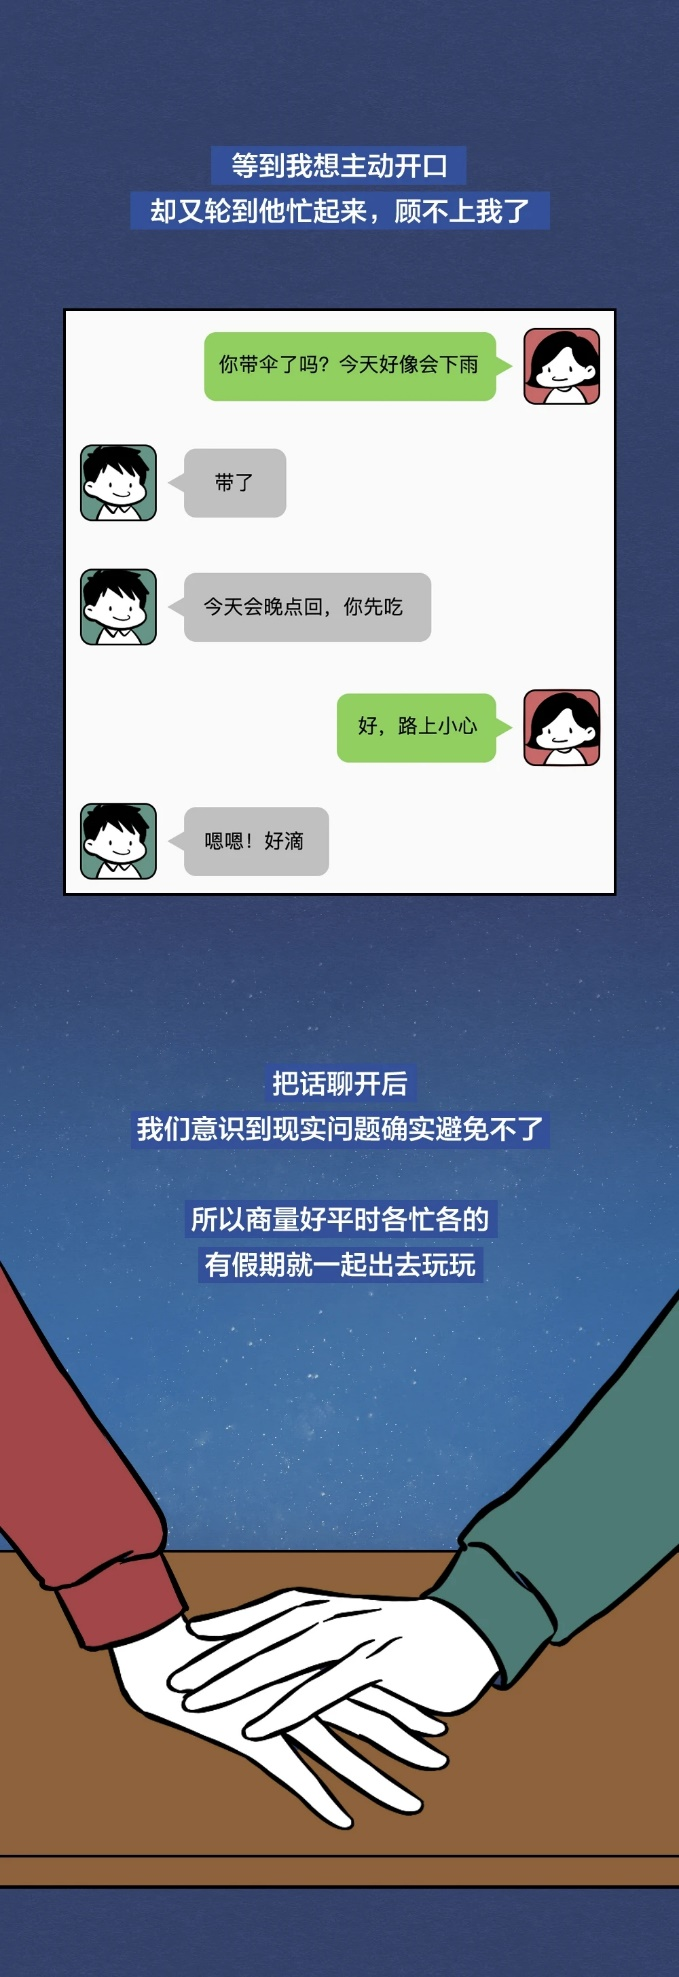 等到我想主动开口
却又轮到他忙起来，顾不上我了
你带伞了吗？今天好像会下雨
带了
今天会晚点回，你先吃
好，路上小心
嗯嗯！好滴
把话聊开后
我们意识到现实问题确实避免不了
所以商量好平时各忙各的
有假期就一起出去玩玩